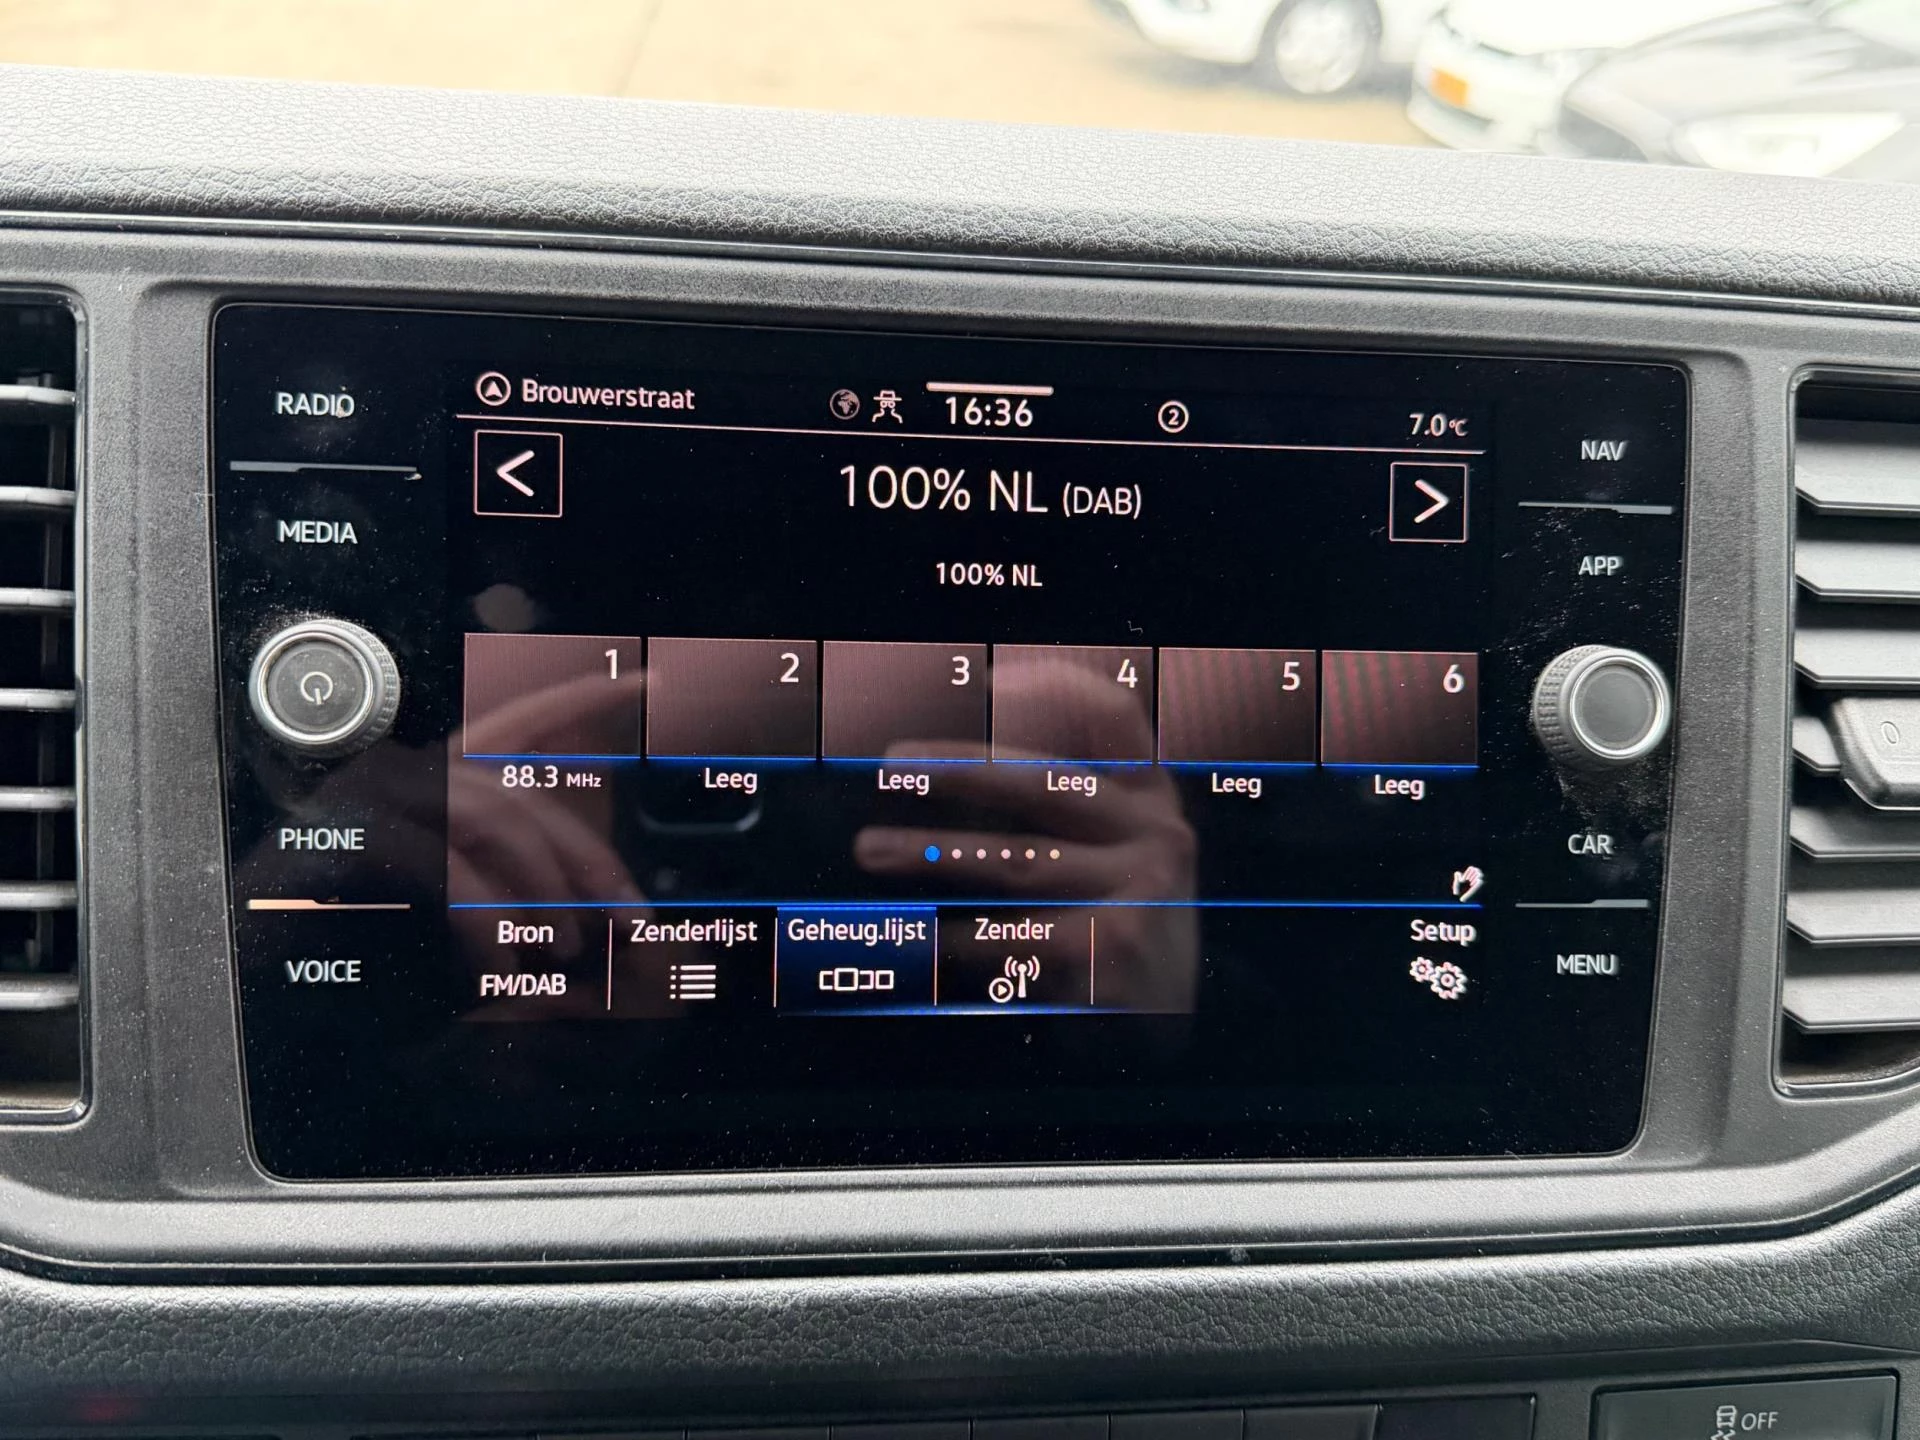 RADIO
MEDIA
PHONE
VOICE
Brouwerstraat
16:36
2
7.0°C
<
100% NL (DAB)
>
100% NL
1 2 3 4 5 6
88.3 MHz Leeg Leeg Leeg Leeg Leeg
Bron Zenderlijst Geheug.lijst Zender Setup
FM/DAB
NAV
APP
CAR
MENU
0
OFF